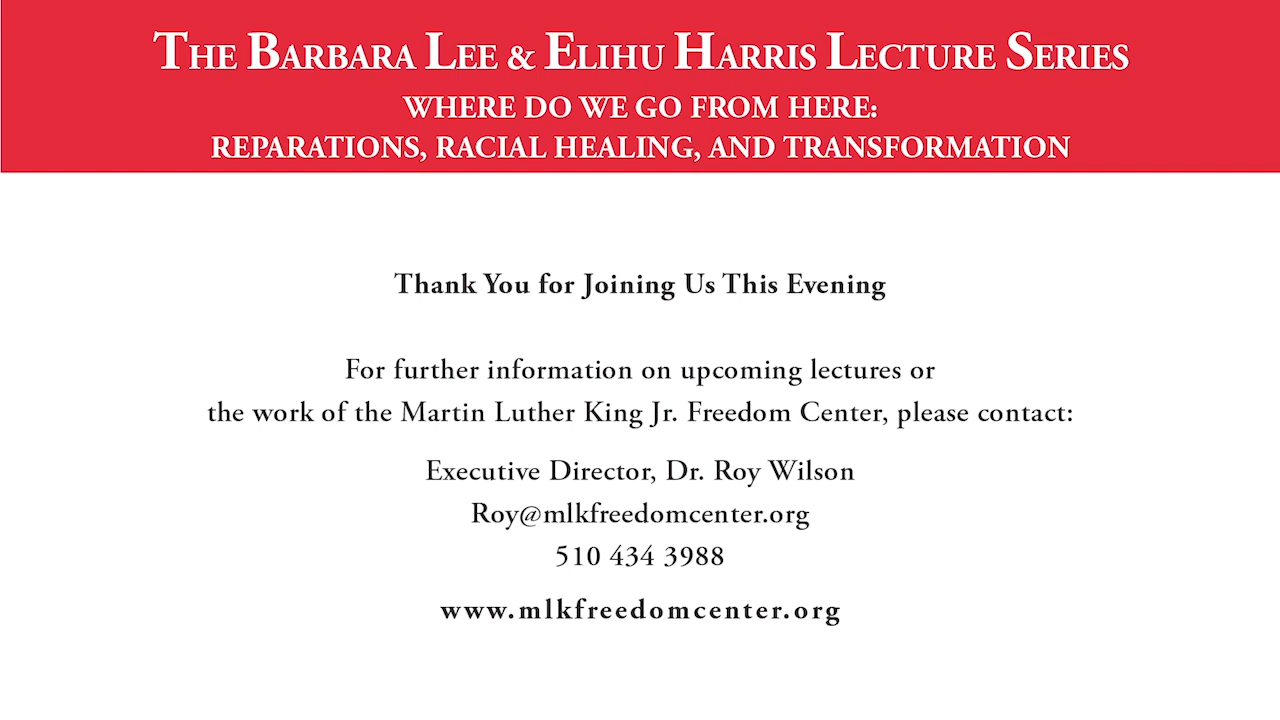 The Barbara Lee & Elihu Harris Lecture Series
WHERE DO WE GO FROM HERE:
REPARATIONS, RACIAL HEALING, AND TRANSFORMATION
Thank You for Joining Us This Evening
For further information on upcoming lectures or
the work of the Martin Luther King Jr. Freedom Center, please contact:
Executive Director, Dr. Roy Wilson
Roy@mlkfreedomcenter.org
510 434 3988
www.mlkfreedomcenter.org